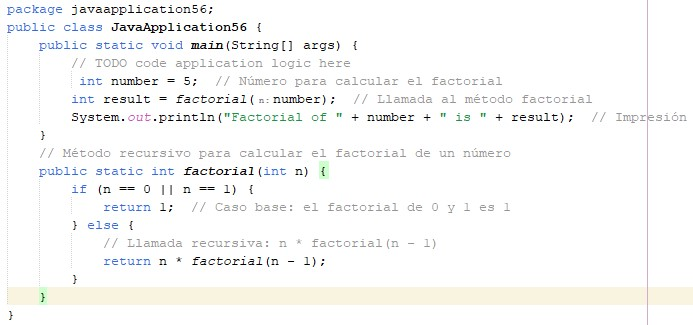 package javaapplication56;
public class JavaApplication56 {
    public static void main(String[] args) {
        // TODO code application logic here
         int number = 5;  // Número para calcular el factorial
        int result = factorial( n: number);  // Llamada al método factorial
        System.out.println("Factorial of " + number + " is " + result);  // Impresión
    }
    // Método recursivo para calcular el factorial de un número
    public static int factorial(int n) {
        if (n == 0 || n == 1) {
            return 1;  // Caso base: el factorial de 0 y 1 es 1
        } else {
            // Llamada recursiva: n * factorial(n - 1)
            return n * factorial(n - 1);
        }
    }
}